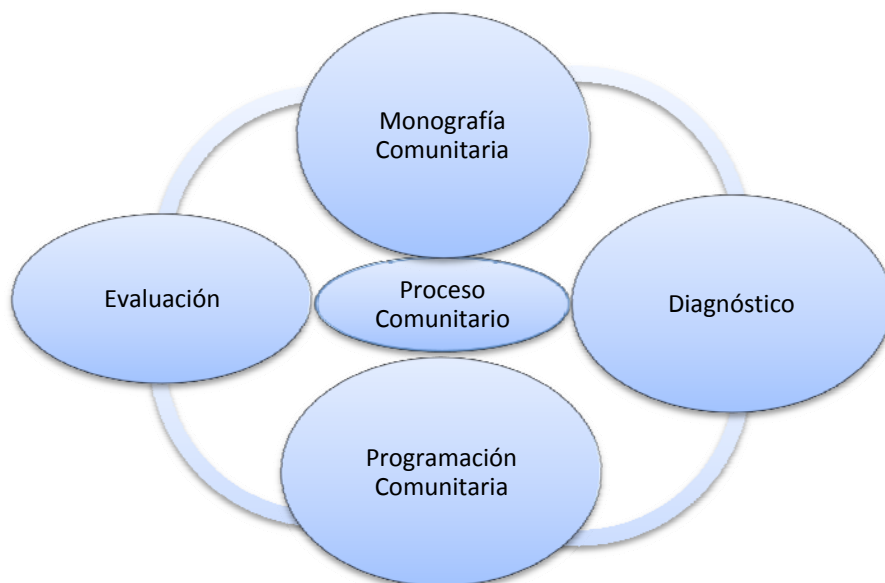 Monografía
Comunitaria
Evaluación
Proceso
Comunitario
Diagnóstico
Programación
Comunitaria